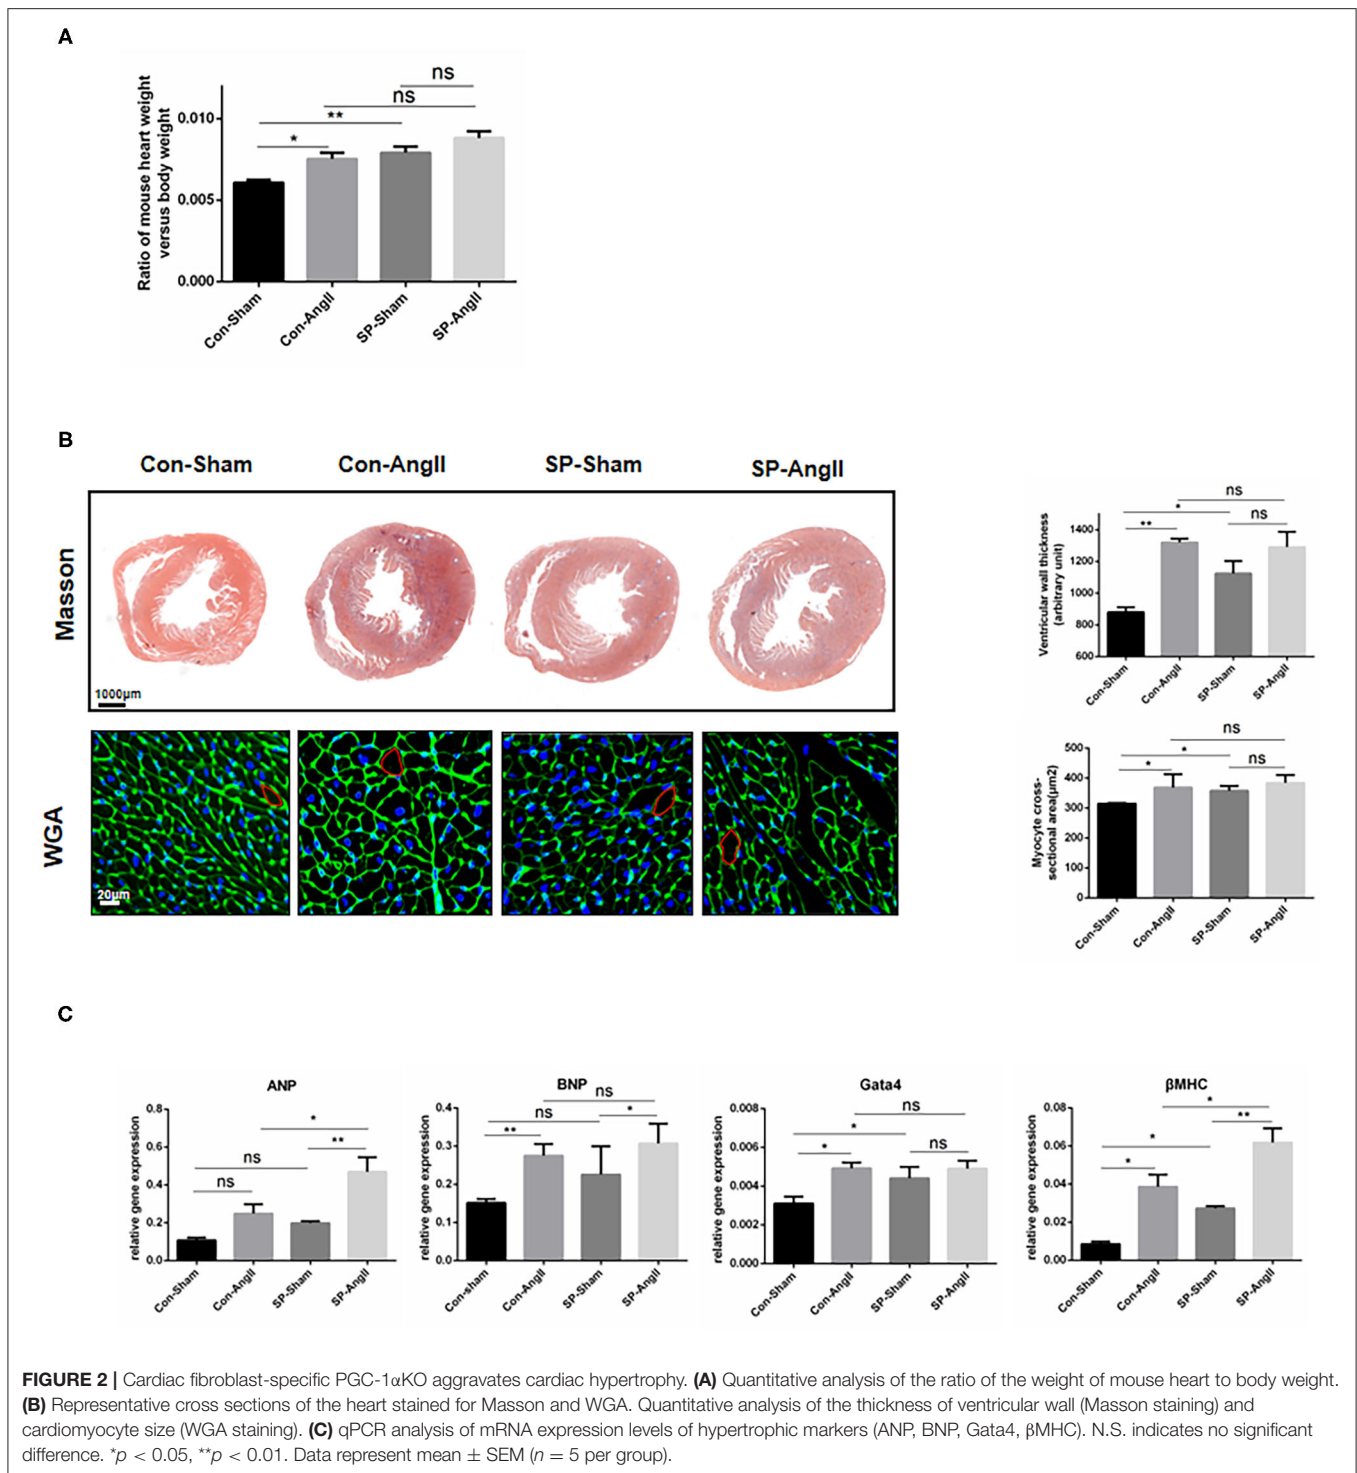 A
ns
ns
**
*
Ratio of mouse heart weight
versus body weight
0.010
0.005
0.000
Con-Sham
Con-AngII
SP-Sham
SP-AngII
B
Con-Sham
Con-AngII
SP-Sham
SP-AngII
Masson
1000µm
WGA
20µm
ns
*
**
ns
Ventricular wall thickness
(arbitrary unit)
1400
1200
1000
800
600
Con-Sham
Con-AngII
SP-Sham
SP-AngII
ns
*
*
ns
Myocyte cross-
sectional area(µm2)
500
400
300
200
100
0
Con-Sham
Con-AngII
SP-Sham
SP-AngII
C
ANP
*
**
ns
ns
relative gene expression
0.8
0.6
0.4
0.2
0.0
Con-Sham
Con-AngII
SP-Sham
SP-AngII
BNP
ns
ns
*
**
relative gene expression
0.4
0.3
0.2
0.1
0.0
Con-sham
Con-AngII
SP-Sham
SP-AngII
Gata4
ns
*
*
ns
relative gene expression
0.008
0.006
0.004
0.002
0.000
Con-Sham
Con-AngII
SP-Sham
SP-AngII
βMHC
*
**
*
*
relative gene expression
0.08
0.06
0.04
0.02
0.00
Con-Sham
Con-AngII
SP-Sham
SP-AngII
FIGURE 2 | Cardiac fibroblast-specific PGC-1αKO aggravates cardiac hypertrophy. (A) Quantitative analysis of the ratio of the weight of mouse heart to body weight.
(B) Representative cross sections of the heart stained for Masson and WGA. Quantitative analysis of the thickness of ventricular wall (Masson staining) and
cardiomyocyte size (WGA staining). (C) qPCR analysis of mRNA expression levels of hypertrophic markers (ANP, BNP, Gata4, βMHC). N.S. indicates no significant
difference. *p < 0.05, **p < 0.01. Data represent mean ± SEM (n = 5 per group).